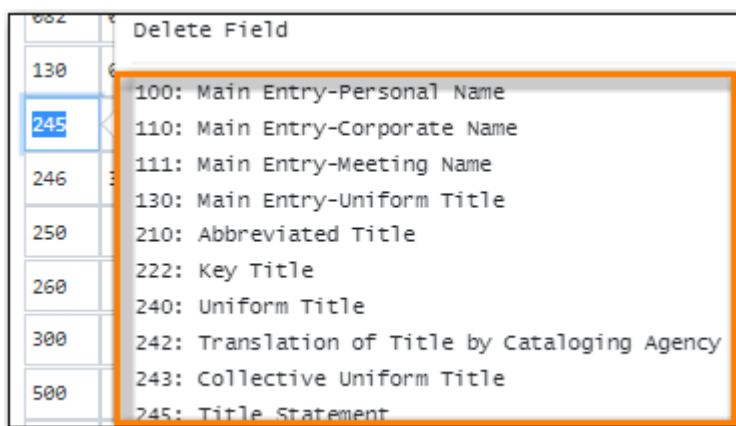 082
Delete Field
130
100: Main Entry-Personal Name
245
110: Main Entry-Corporate Name
111: Main Entry-Meeting Name
246
130: Main Entry-Uniform Title
250
210: Abbreviated Title
222: Key Title
260
240: Uniform Title
300
242: Translation of Title by Cataloging Agency
243: Collective Uniform Title
500
245: Title Statement